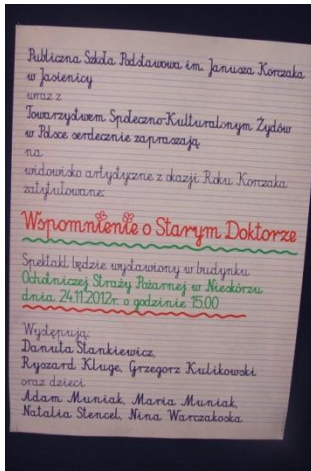 Publiczna Szkoła Podstawowa im. Janusza Korczaka
w Jasienicy
wraz z
Towarzystwem Społeczno-Kulturalnym Żydów
w Polsce serdecznie zapraszają
na
widowisko artystyczne z okazji Roku Korczaka
zatytułowane:
Wspomnienie o Starym Doktorze
Spektakl będzie wystawiony w budynku
Ochotniczej Straży Pożarnej w Nieskórzu
dnia 24.11.2012r. o godzinie 15.00
Występują:
Danuta Stankiewicz,
Ryszard Kluge, Grzegorz Kulikowski
oraz dzieci
Adam Muniak, Maria Muniak,
Natalia Stencel, Nina Warczakoska